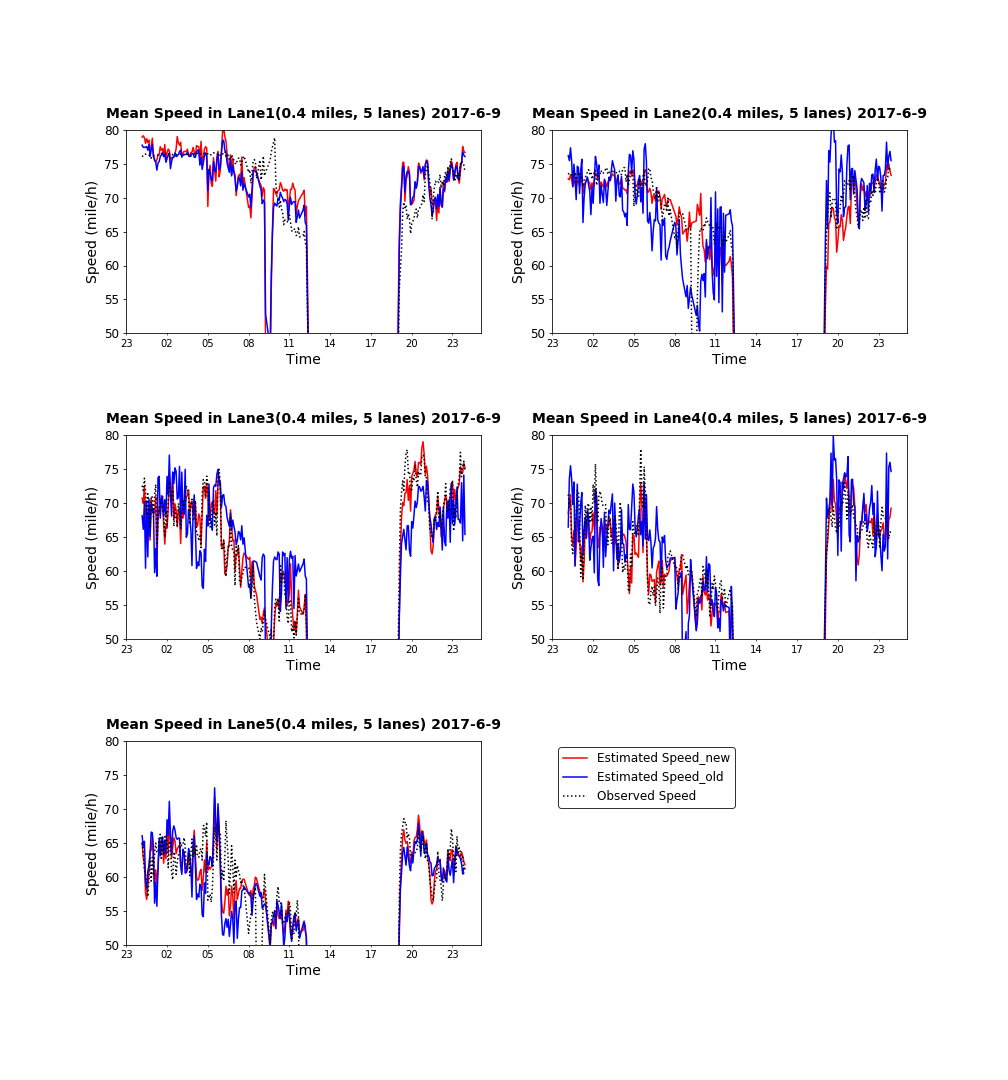 Mean Speed in Lane1(0.4 miles, 5 lanes) 2017-6-9
80
75
70
65
60
55
50
Speed (mile/h)
23 02 05 08 11 14 17 20 23
Time
Mean Speed in Lane2(0.4 miles, 5 lanes) 2017-6-9
80
75
70
65
60
55
50
Speed (mile/h)
23 02 05 08 11 14 17 20 23
Time
Mean Speed in Lane3(0.4 miles, 5 lanes) 2017-6-9
80
75
70
65
60
55
50
Speed (mile/h)
23 02 05 08 11 14 17 20 23
Time
Mean Speed in Lane4(0.4 miles, 5 lanes) 2017-6-9
80
75
70
65
60
55
50
Speed (mile/h)
23 02 05 08 11 14 17 20 23
Time
Mean Speed in Lane5(0.4 miles, 5 lanes) 2017-6-9
80
75
70
65
60
55
50
Speed (mile/h)
23 02 05 08 11 14 17 20 23
Time
Estimated Speed_new
Estimated Speed_old
Observed Speed